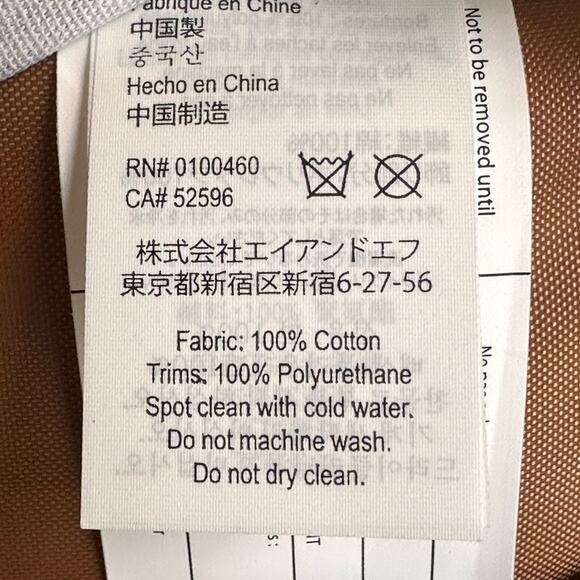 Fabriqué en Chine
中国製
중국산
Hecho en China
中国制造
RN# 0100460
CA# 52596
株式会社エイアンドエフ
東京都新宿区新宿6-27-56
Fabric: 100% Cotton
Trims: 100% Polyurethane
Spot clean with cold water.
Do not machine wash.
Do not dry clean.
Not to be removed until